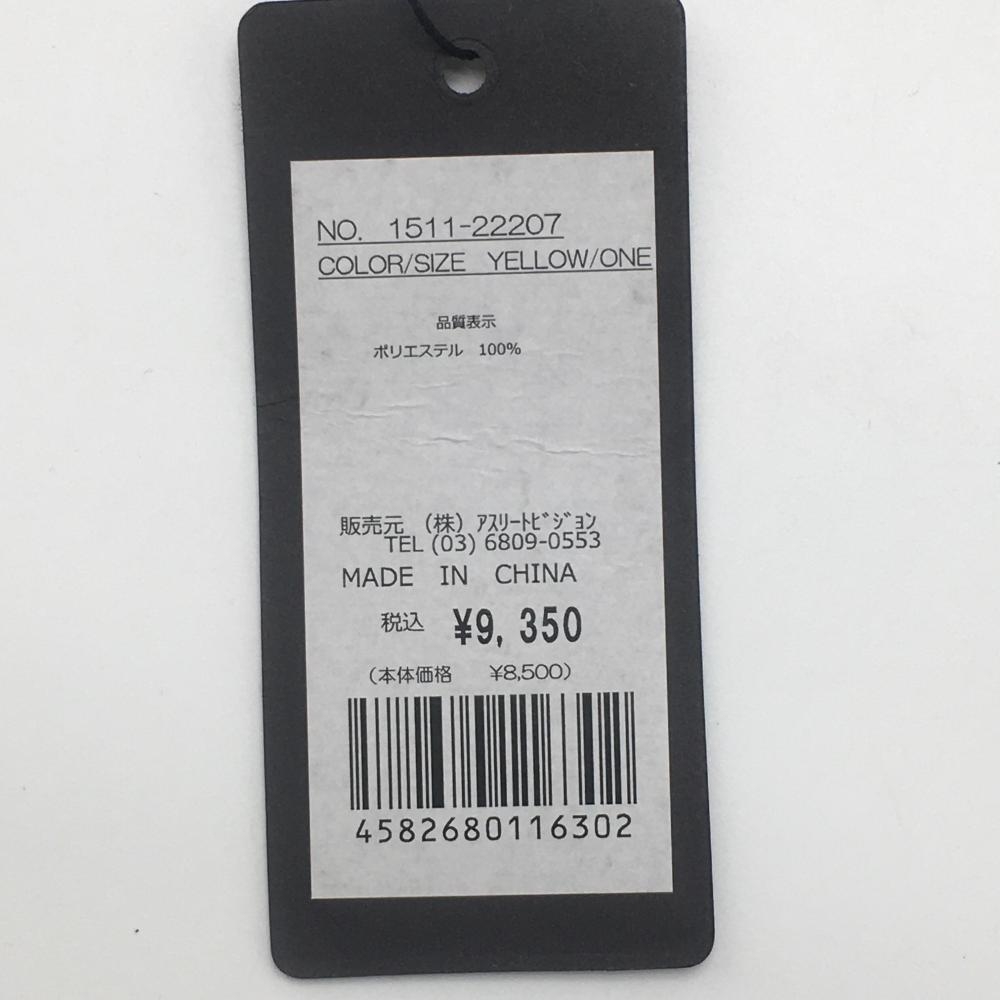 NO. 1511-22207
COLOR/SIZE YELLOW/ONE
品質表示
ポリエステル 100%
販売元 (株) ｱｽﾘｰﾄﾋﾞｼﾞｮﾝ
TEL (03) 6809-0553
MADE IN CHINA
税込 ¥9,350
(本体価格 ¥8,500)
4582680116302